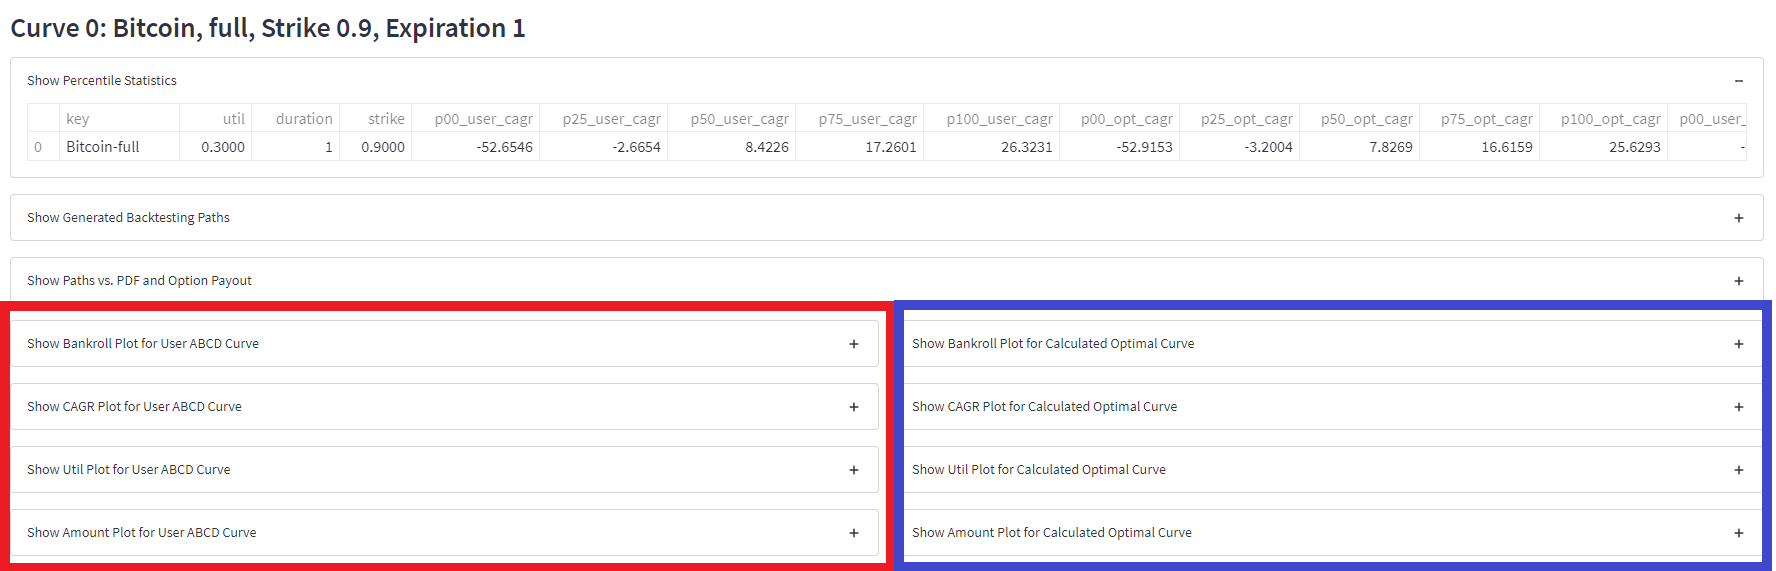 Curve 0: Bitcoin, full, Strike 0.9, Expiration 1
Show Percentile Statistics
key util duration strike p00_user_cagr p25_user_cagr p50_user_cagr p75_user_cagr p100_user_cagr p00_opt_cagr p25_opt_cagr p50_opt_cagr p75_opt_cagr p100_opt_cagr p00_user_
0 Bitcoin-full 0.3000 1 0.9000 -52.6546 -2.6654 8.4226 17.2601 26.3231 -52.9153 -3.2004 7.8269 16.6159 25.6293 -
Show Generated Backtesting Paths
Show Paths vs. PDF and Option Payout
Show Bankroll Plot for User ABCD Curve
Show CAGR Plot for User ABCD Curve
Show Util Plot for User ABCD Curve
Show Amount Plot for User ABCD Curve
Show Bankroll Plot for Calculated Optimal Curve
Show CAGR Plot for Calculated Optimal Curve
Show Util Plot for Calculated Optimal Curve
Show Amount Plot for Calculated Optimal Curve